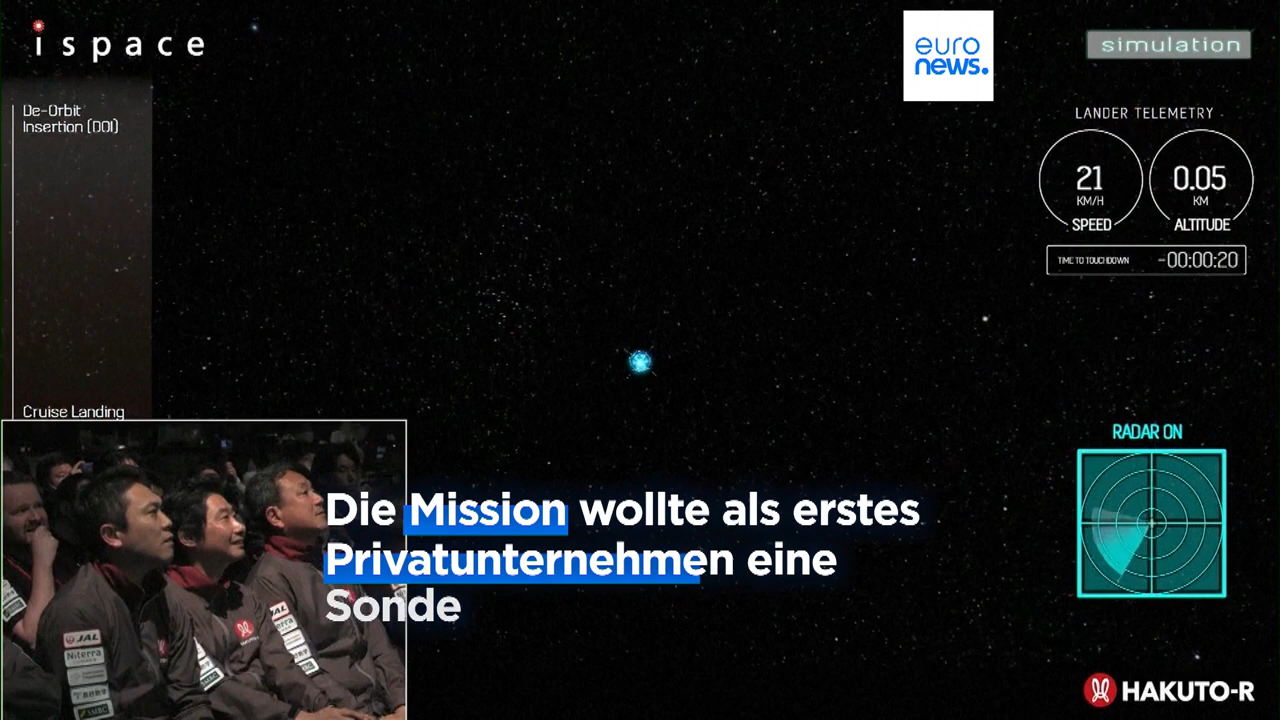 ispace
euro
news.
simulation
De-Orbit
Insertion (DOI)
LANDER TELEMETRY
21
KM/H
SPEED
0.05
KM
ALTITUDE
TIME TO TOUCHDOWN -00:00:20
Cruise Landing
RADAR ON
Die Mission wollte als erstes
Privatunternehmen eine
Sonde
JAL
Niterra
SMBC
HAKUTO-R
HAKUTO-R